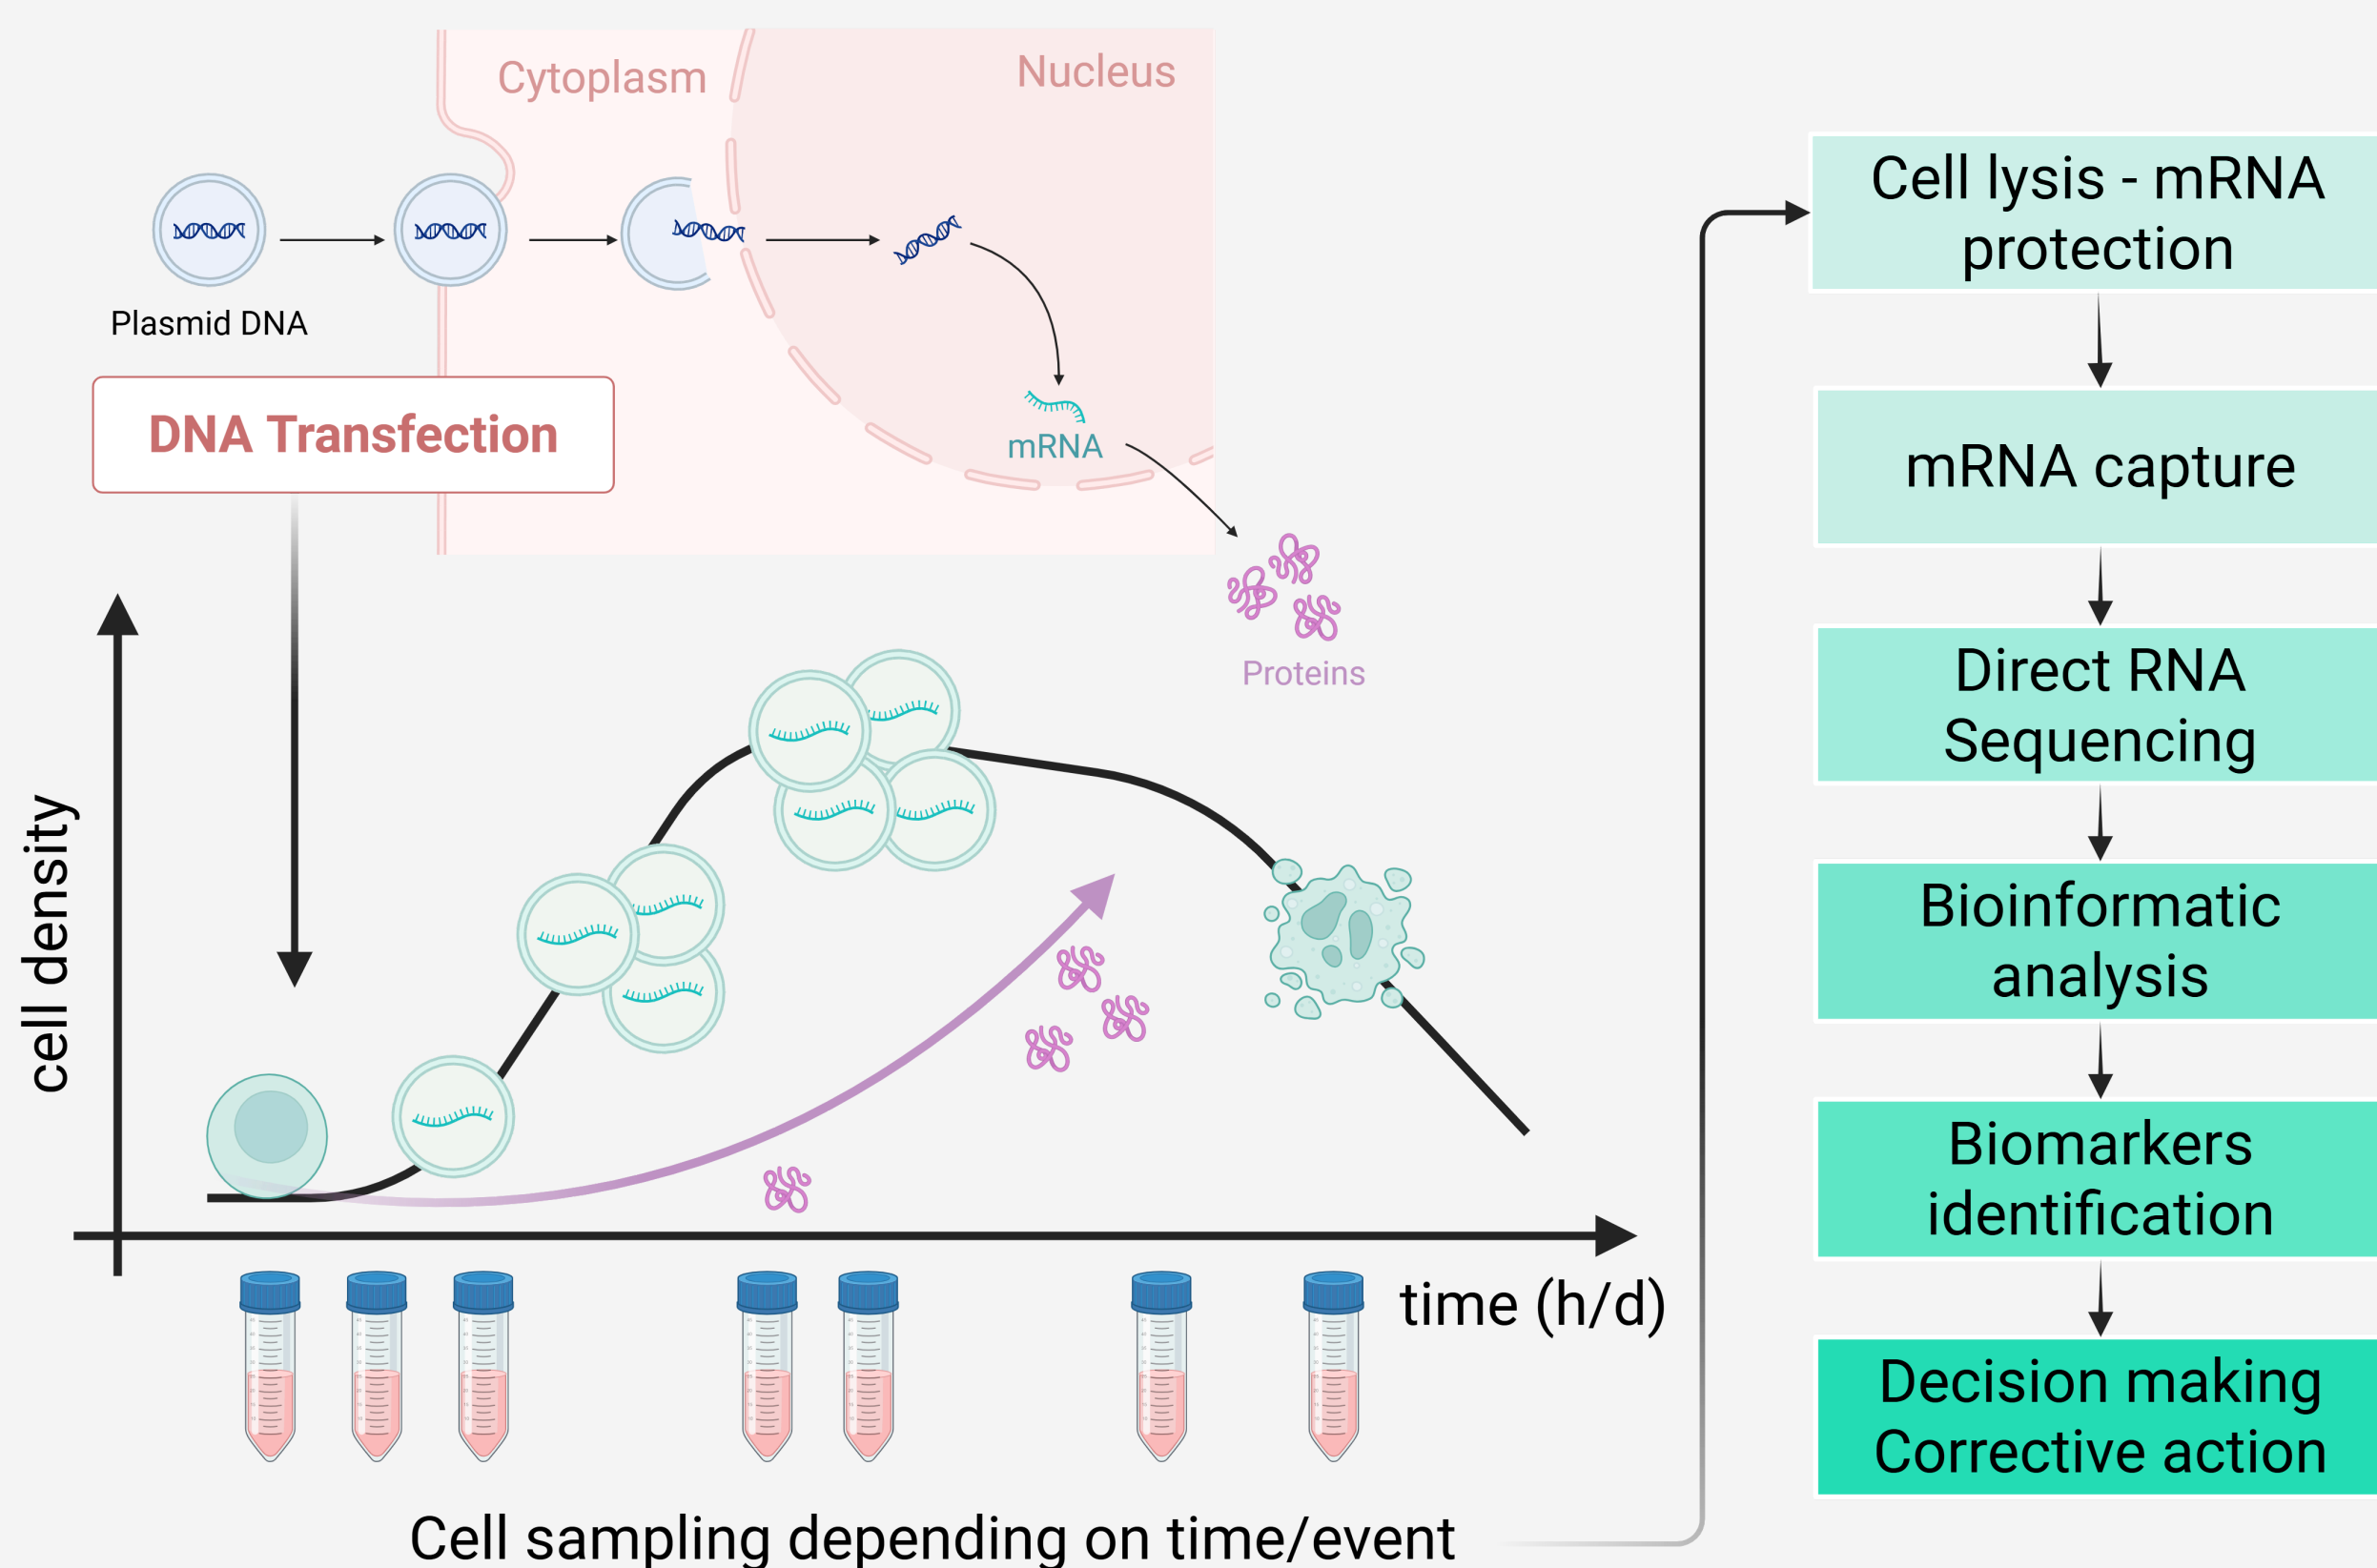 Cytoplasm
Nucleus
Plasmid DNA
DNA Transfection
mRNA
Proteins
cell density
time (h/d)
Cell sampling depending on time/event
Cell lysis - mRNA
protection
mRNA capture
Direct RNA
Sequencing
Bioinformatic
analysis
Biomarkers
identification
Decision making
Corrective action